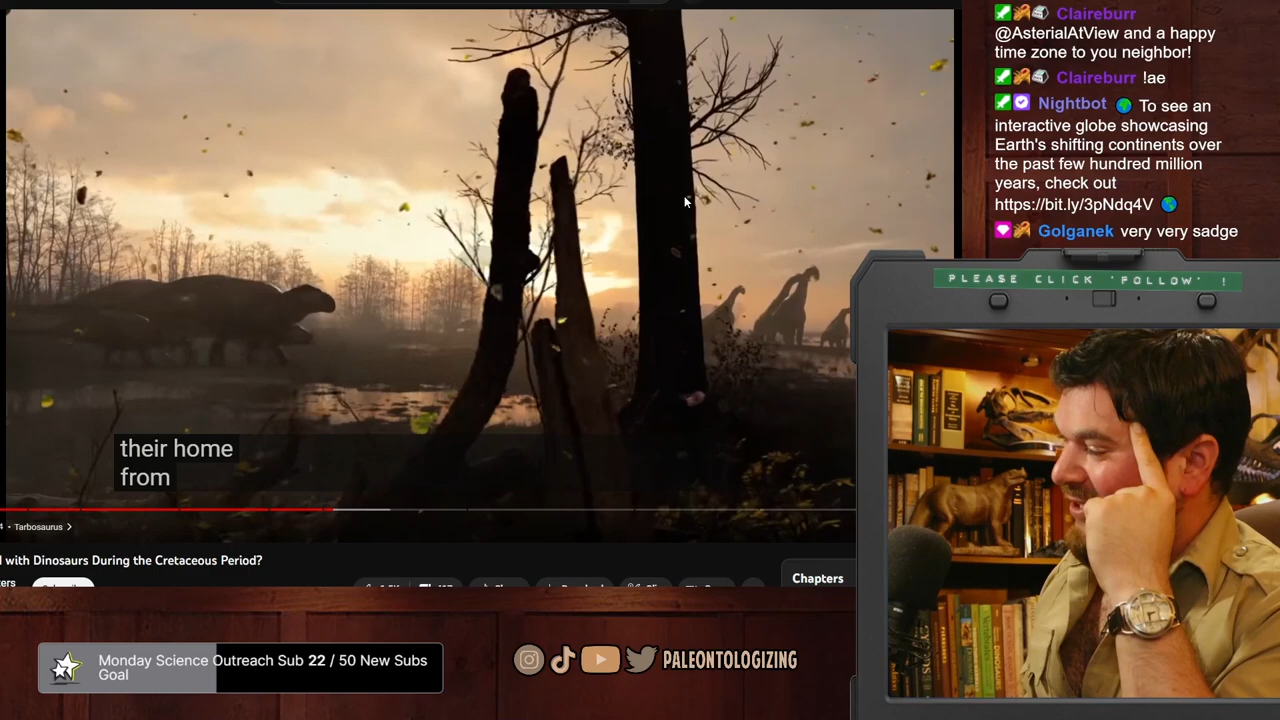 Claireburr
@AsterialAtView and a happy
time zone to you neighbor!
Claireburr !ae
Nightbot To see an
interactive globe showcasing
Earth's shifting continents over
the past few hundred million
years, check out
https://bit.ly/3pNdq4V
Golganek very very sadge
PLEASE CLICK "FOLLOW" !
their home
from
4 • Tarbosaurus >
with Dinosaurs During the Cretaceous Period?
Chapters
Monday Science Outreach Sub 22 / 50 New Subs
Goal
PALEONTOLOGIZING